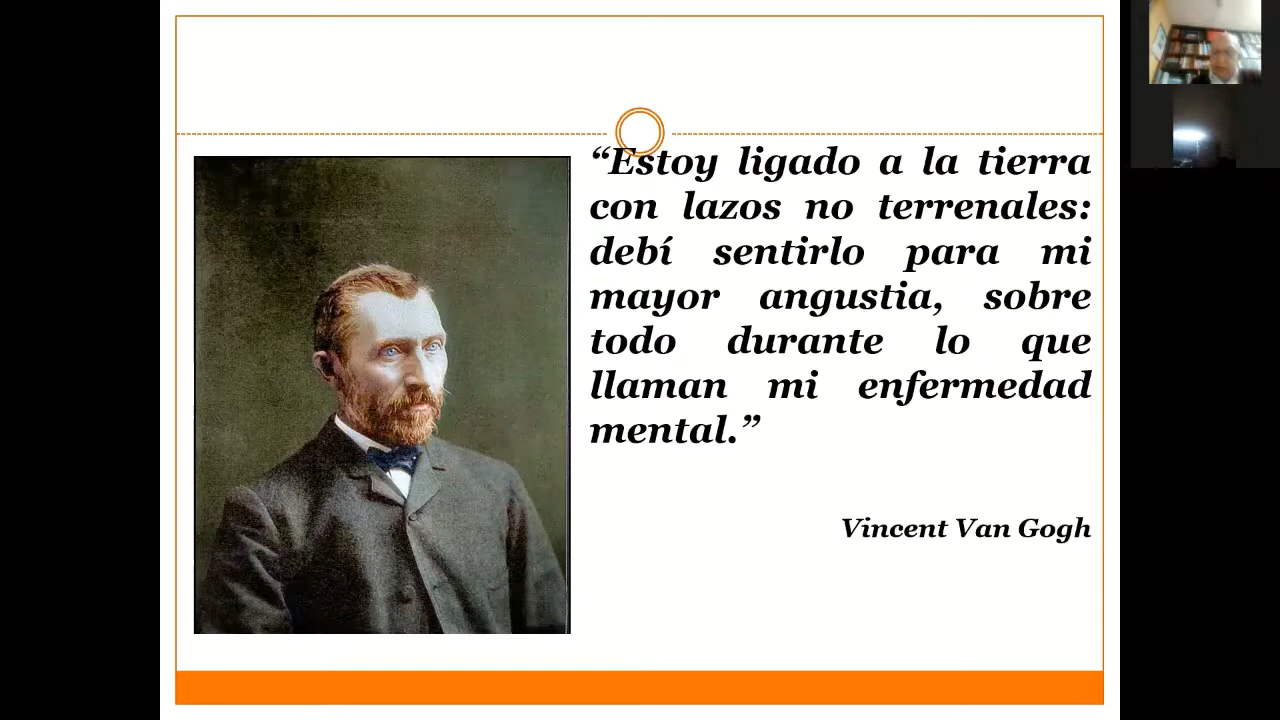 “Estoy ligado a la tierra
con lazos no terrenales:
debí sentirlo para mi
mayor angustia, sobre
todo durante lo que
llaman mi enfermedad
mental.”
Vincent Van Gogh